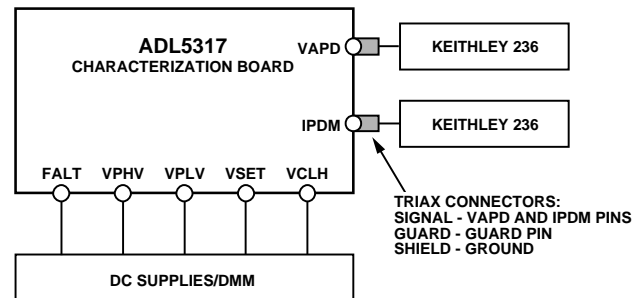 ADL5317
CHARACTERIZATION BOARD
VAPD
KEITHLEY 236
IPDM
KEITHLEY 236
FALT VPHV VPLV VSET VCLH
TRIAX CONNECTORS:
SIGNAL - VAPD AND IPDM PINS
GUARD - GUARD PIN
SHIELD - GROUND
DC SUPPLIES/DMM